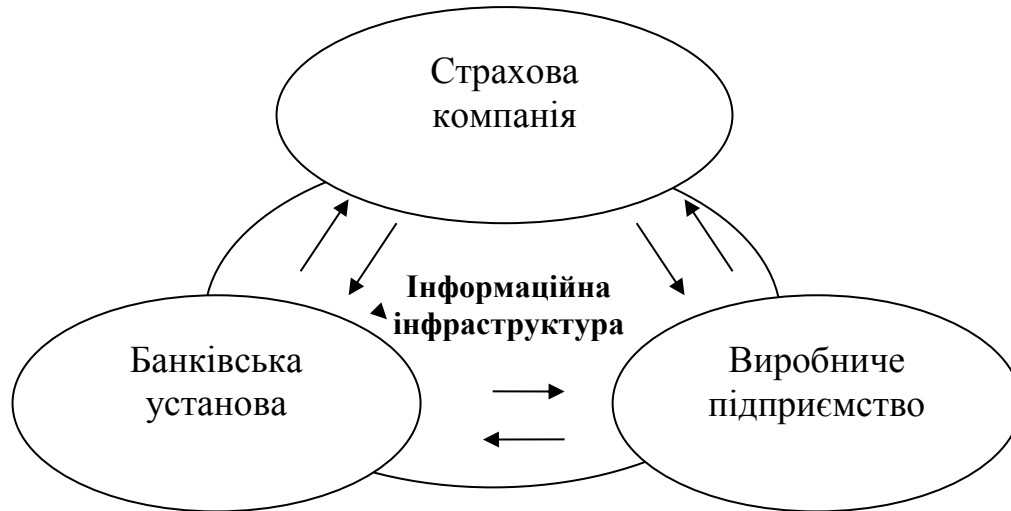 Страхова
компанія
Інформаційна
інфраструктура
Банківська
установа
Виробниче
підприємство